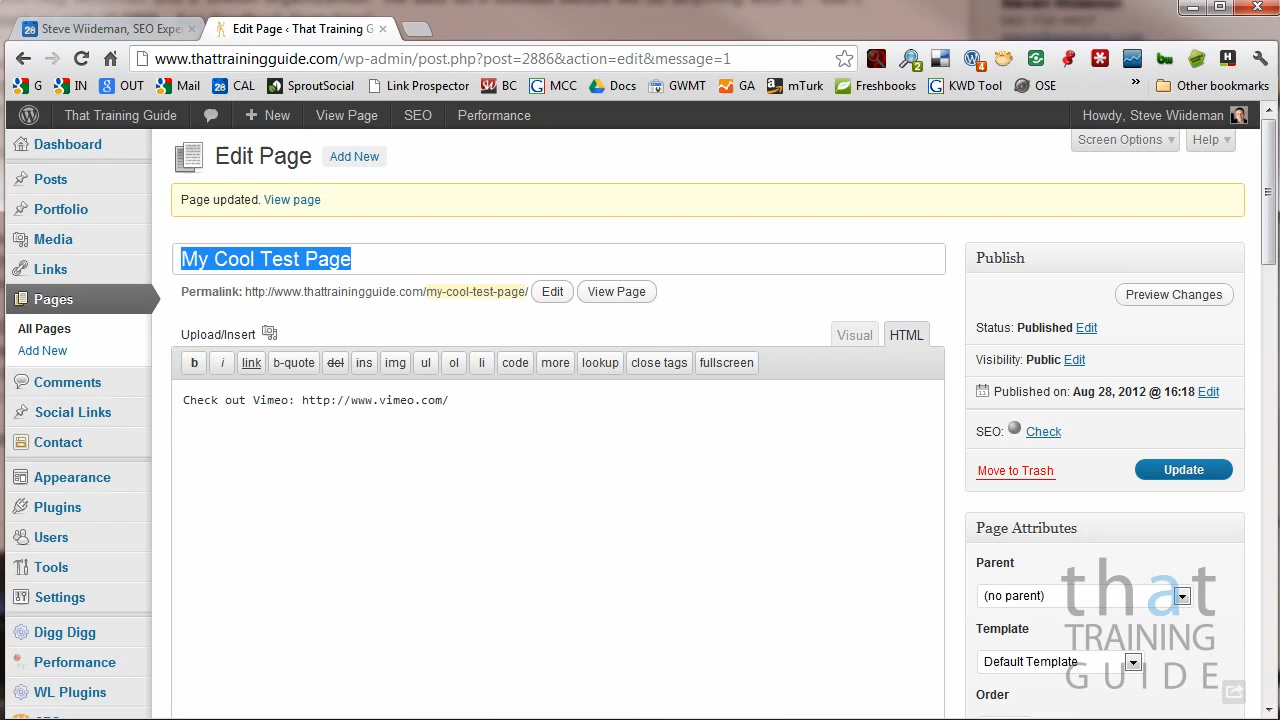 Steve Wiideman, SEO Expe
Edit Page ‹ That Training G
www.thattrainingguide.com/wp-admin/post.php?post=2886&action=edit&message=1
G IN OUT Mail 28 CAL SproutSocial Link Prospector BC MCC Docs GWMT GA mTurk Freshbooks KWD Tool OSE » Other bookmarks
That Training Guide + New View Page SEO Performance Howdy, Steve Wiideman
Screen Options Help
Dashboard
Posts
Portfolio
Media
Links
Pages
All Pages
Add New
Comments
Social Links
Contact
Appearance
Plugins
Users
Tools
Settings
Digg Digg
Performance
WL Plugins
Edit Page Add New
Page updated. View page
My Cool Test Page
Permalink: http://www.thattrainingguide.com/my-cool-test-page/ Edit View Page
Upload/Insert Visual HTML
b i link b-quote del ins img ul ol li code more lookup close tags fullscreen
Check out Vimeo: http://www.vimeo.com/
Publish
Preview Changes
Status: Published Edit
Visibility: Public Edit
Published on: Aug 28, 2012 @ 16:18 Edit
SEO: Check
Move to Trash Update
Page Attributes
Parent
(no parent)
Template
Default Template
Order
that
TRAINING
GUIDE